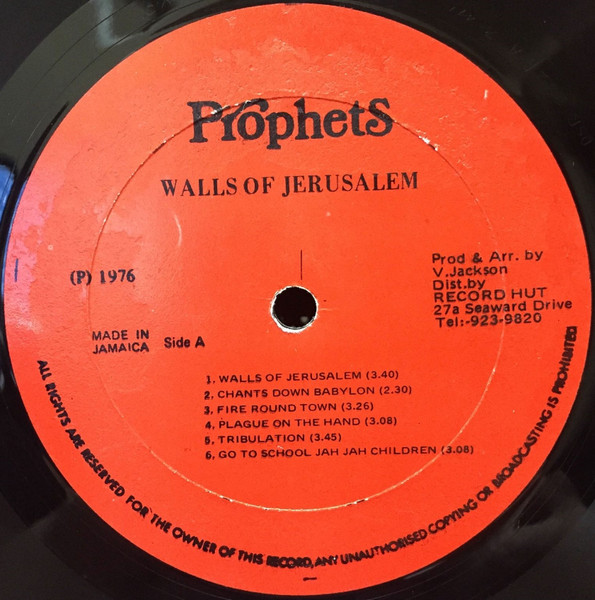 Prophets
WALLS OF JERUSALEM
(P) 1976
Prod & Arr. by
V.Jackson
Dist.by
RECORD HUT
27a Seaward Drive
Tel:-923-9820
MADE IN
JAMAICA
Side A
1. WALLS OF JERUSALEM (3.40)
2. CHANTS DOWN BABYLON (2.30)
3. FIRE ROUND TOWN (3.26)
4. PLAGUE ON THE HAND (3.08)
5. TRIBULATION (3.45)
6. GO TO SCHOOL JAH JAH CHILDREN (3.08)
ALL RIGHTS ARE RESERVED FOR THE OWNER OF THIS RECORD, ANY UNAUTHORISED COPYING OR BROADCASTING IS PROHIBITED